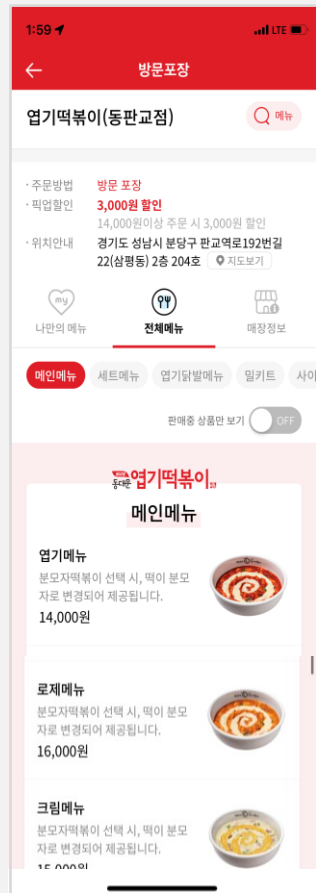 1:59
LTE
방문포장
엽기떡볶이(동판교점)
메뉴
· 주문방법 방문 포장
· 픽업할인 3,000원 할인
14,000원이상 주문 시 3,000원 할인
· 위치안내 경기도 성남시 분당구 판교역로192번길
22(삼평동) 2층 204호 지도보기
my
나만의 메뉴 전체메뉴 매장정보
메인메뉴 세트메뉴 엽기닭발메뉴 밀키트 사이
판매중 상품만 보기 OFF
동대문 엽기떡볶이
메인메뉴
엽기메뉴
분모자떡볶이 선택 시, 떡이 분모
자로 변경되어 제공됩니다.
14,000원
로제메뉴
분모자떡볶이 선택 시, 떡이 분모
자로 변경되어 제공됩니다.
16,000원
크림메뉴
분모자떡볶이 선택 시, 떡이 분모
자로 변경되어 제공됩니다.
15,000원